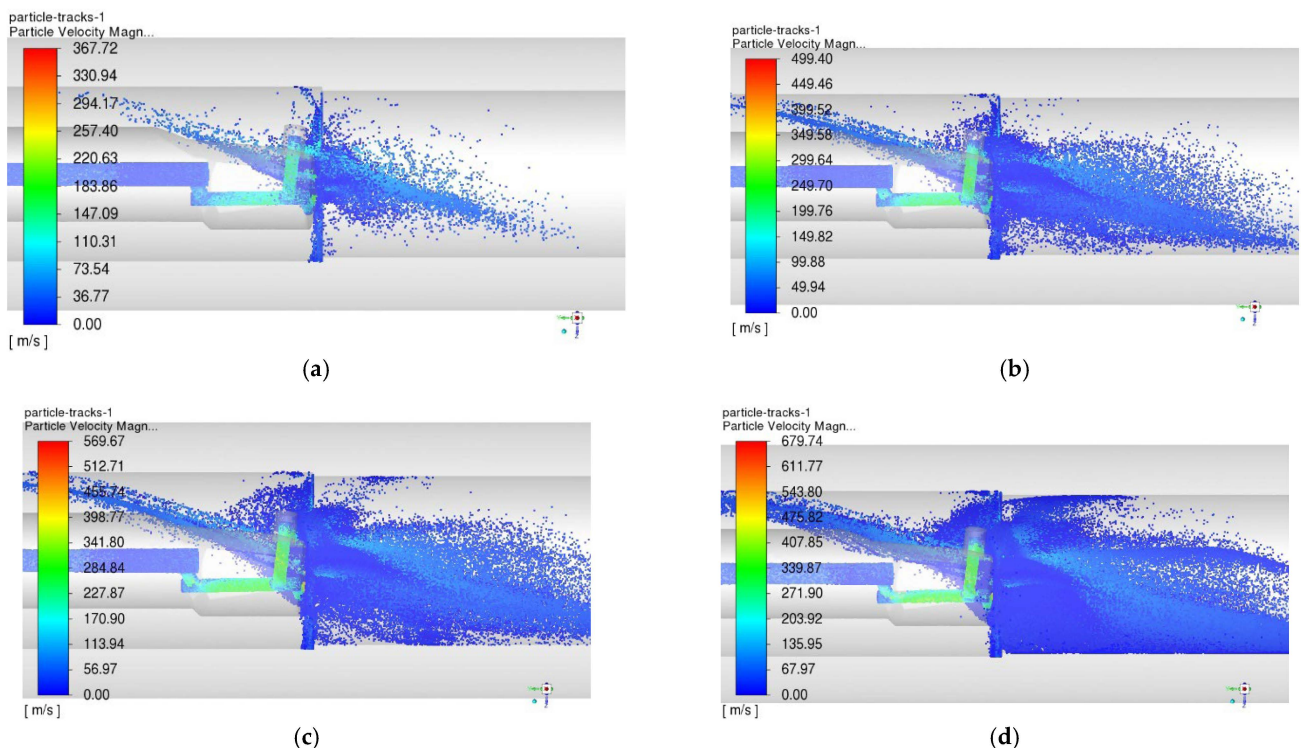 particle-tracks-1
Particle Velocity Magn...
367.72
330.94
294.17
257.40
220.63
183.86
147.09
110.31
73.54
36.77
0.00
[ m/s ]
(a)
particle-tracks-1
Particle Velocity Magn...
499.40
449.46
399.52
349.58
299.64
249.70
199.76
149.82
99.88
49.94
0.00
[ m/s ]
(b)
particle-tracks-1
Particle Velocity Magn...
569.67
512.71
455.74
398.77
341.80
284.84
227.87
170.90
113.94
56.97
0.00
[ m/s ]
(c)
particle-tracks-1
Particle Velocity Magn...
679.74
611.77
543.80
475.82
407.85
339.87
271.90
203.92
135.95
67.97
0.00
[ m/s ]
(d)